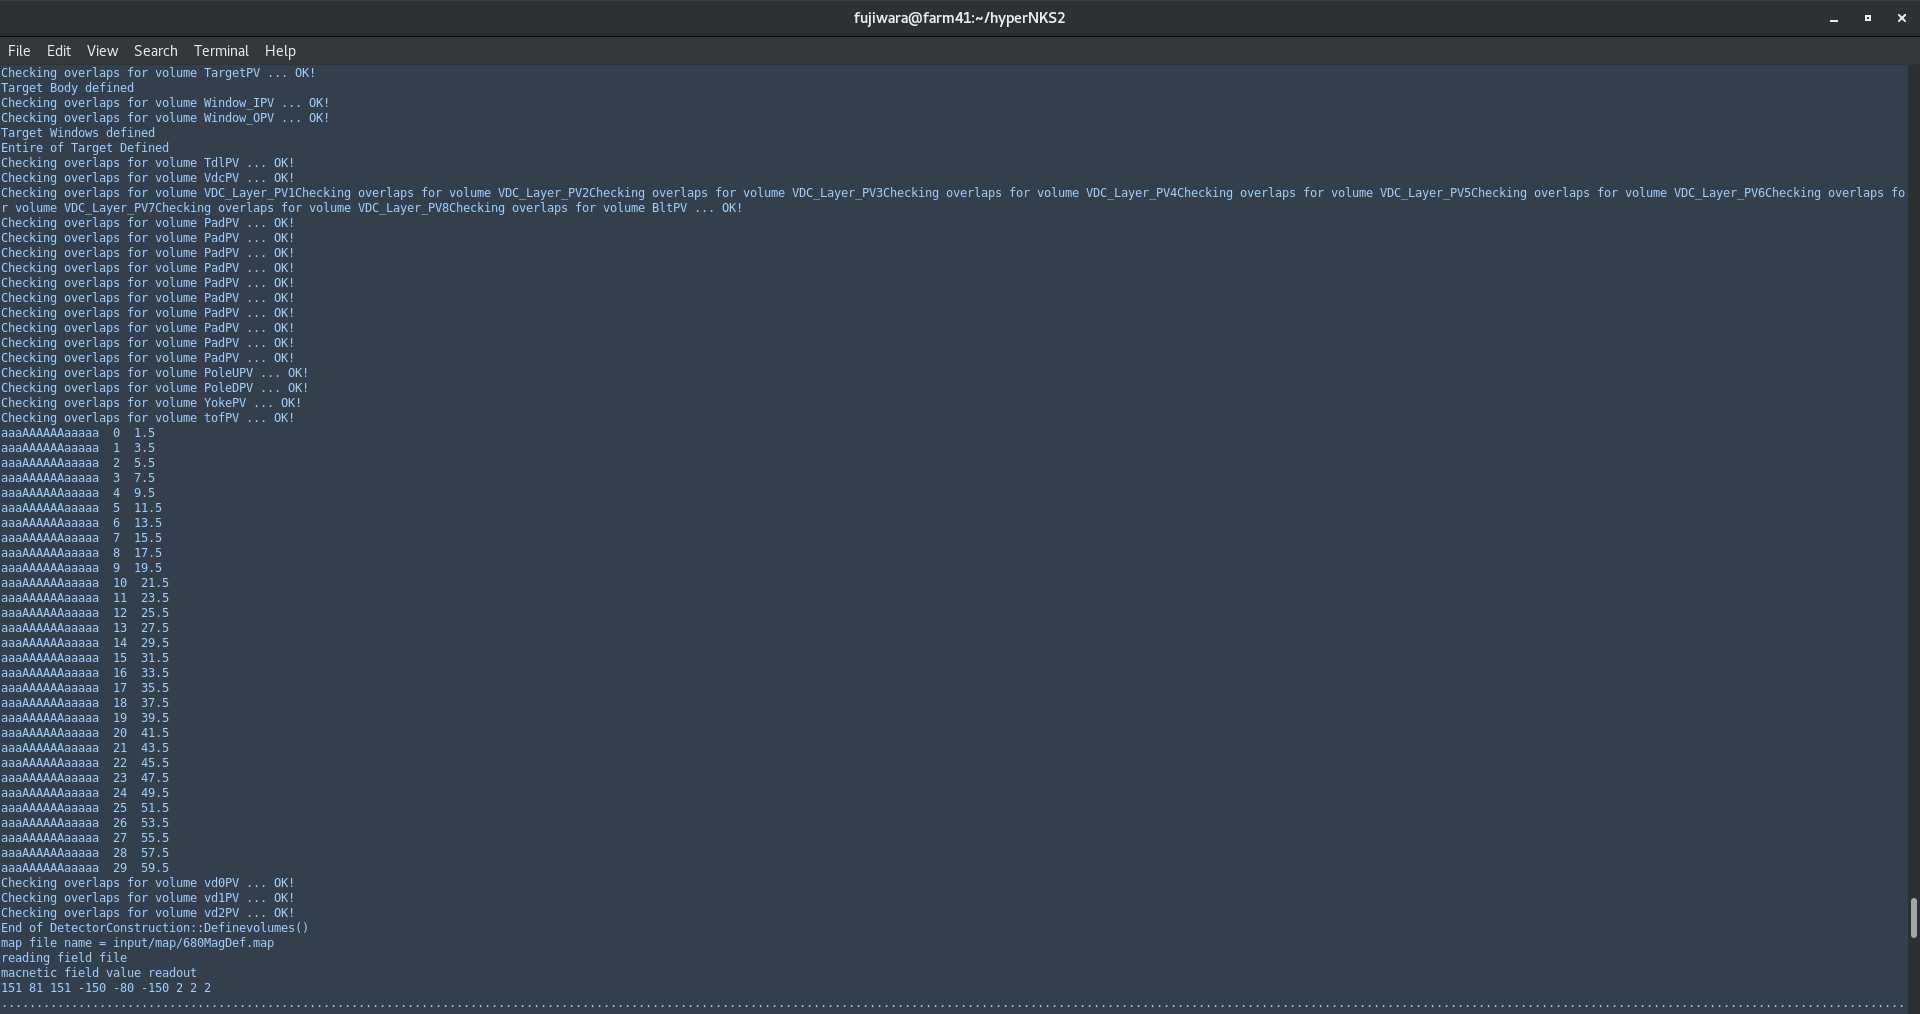 fujiwara@farm41:~/hyperNKS2
File Edit View Search Terminal Help
Checking overlaps for volume TargetPV ... OK!
Target Body defined
Checking overlaps for volume Window_IPV ... OK!
Checking overlaps for volume Window_OPV ... OK!
Target Windows defined
Entire of Target Defined
Checking overlaps for volume TdlPV ... OK!
Checking overlaps for volume VdcPV ... OK!
Checking overlaps for volume VDC_Layer_PV1Checking overlaps for volume VDC_Layer_PV2Checking overlaps for volume VDC_Layer_PV3Checking overlaps for volume VDC_Layer_PV4Checking overlaps for volume VDC_Layer_PV5Checking overlaps for volume VDC_Layer_PV6Checking overlaps fo
r volume VDC_Layer_PV7Checking overlaps for volume VDC_Layer_PV8Checking overlaps for volume BltPV ... OK!
Checking overlaps for volume PadPV ... OK!
Checking overlaps for volume PadPV ... OK!
Checking overlaps for volume PadPV ... OK!
Checking overlaps for volume PadPV ... OK!
Checking overlaps for volume PadPV ... OK!
Checking overlaps for volume PadPV ... OK!
Checking overlaps for volume PadPV ... OK!
Checking overlaps for volume PadPV ... OK!
Checking overlaps for volume PadPV ... OK!
Checking overlaps for volume PadPV ... OK!
Checking overlaps for volume PoleUPV ... OK!
Checking overlaps for volume PoleDPV ... OK!
Checking overlaps for volume YokePV ... OK!
Checking overlaps for volume tofPV ... OK!
aaaAAAAAAaaaaa  0  1.5
aaaAAAAAAaaaaa  1  3.5
aaaAAAAAAaaaaa  2  5.5
aaaAAAAAAaaaaa  3  7.5
aaaAAAAAAaaaaa  4  9.5
aaaAAAAAAaaaaa  5  11.5
aaaAAAAAAaaaaa  6  13.5
aaaAAAAAAaaaaa  7  15.5
aaaAAAAAAaaaaa  8  17.5
aaaAAAAAAaaaaa  9  19.5
aaaAAAAAAaaaaa  10  21.5
aaaAAAAAAaaaaa  11  23.5
aaaAAAAAAaaaaa  12  25.5
aaaAAAAAAaaaaa  13  27.5
aaaAAAAAAaaaaa  14  29.5
aaaAAAAAAaaaaa  15  31.5
aaaAAAAAAaaaaa  16  33.5
aaaAAAAAAaaaaa  17  35.5
aaaAAAAAAaaaaa  18  37.5
aaaAAAAAAaaaaa  19  39.5
aaaAAAAAAaaaaa  20  41.5
aaaAAAAAAaaaaa  21  43.5
aaaAAAAAAaaaaa  22  45.5
aaaAAAAAAaaaaa  23  47.5
aaaAAAAAAaaaaa  24  49.5
aaaAAAAAAaaaaa  25  51.5
aaaAAAAAAaaaaa  26  53.5
aaaAAAAAAaaaaa  27  55.5
aaaAAAAAAaaaaa  28  57.5
aaaAAAAAAaaaaa  29  59.5
Checking overlaps for volume vd0PV ... OK!
Checking overlaps for volume vd1PV ... OK!
Checking overlaps for volume vd2PV ... OK!
End of DetectorConstruction::Definevolumes()
map file name = input/map/680MagDef.map
reading field file
macnetic field value readout
151 81 151 -150 -80 -150 2 2 2
................................................................................................................................................................................................................................................................................